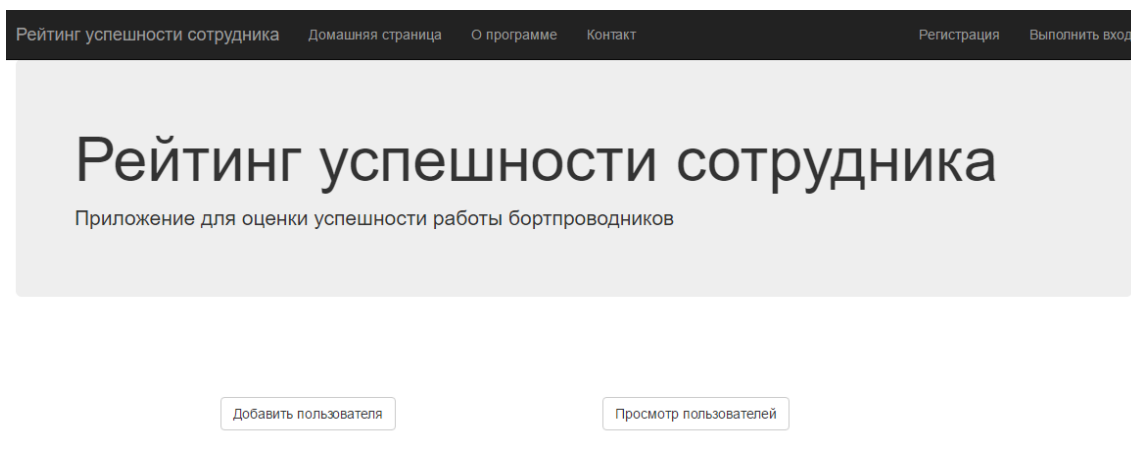 Рейтинг успешности сотрудника Домашняя страница О программе Контакт Регистрация Выполнить вход
Рейтинг успешности сотрудника
Приложение для оценки успешности работы бортпроводников
Добавить пользователя Просмотр пользователей